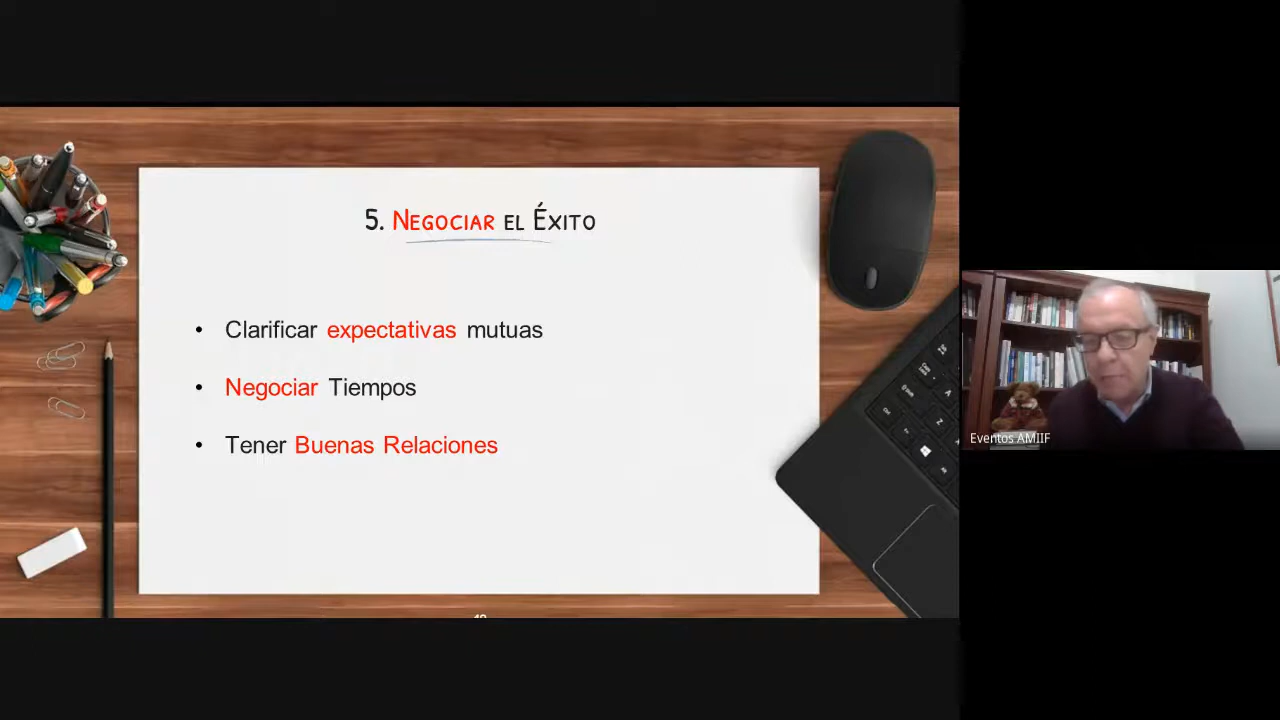 5. Negociar el Éxito
• Clarificar expectativas mutuas
• Negociar Tiempos
• Tener Buenas Relaciones
Eventos AMIIF